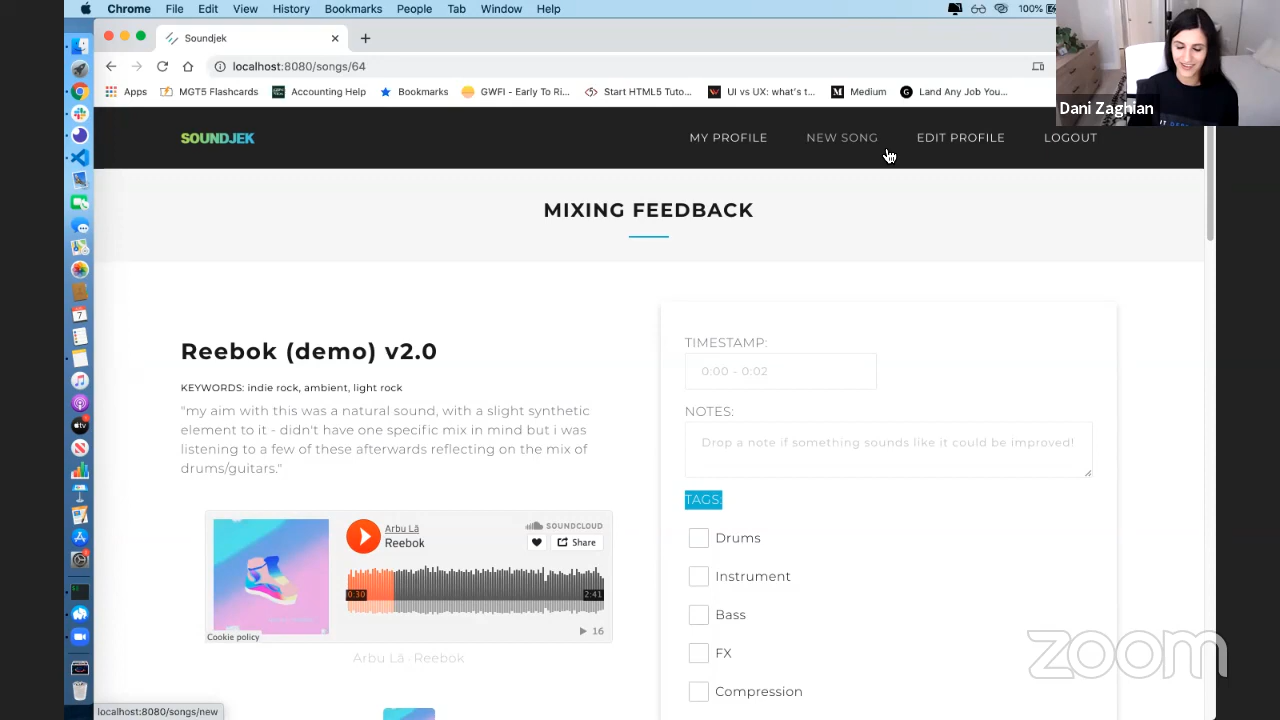 Chrome File Edit View History Bookmarks People Tab Window Help 100%
Soundjek
localhost:8080/songs/64
Apps MGT5 Flashcards Accounting Help Bookmarks GWFI - Early To Ri... Start HTML5 Tuto... UI vs UX: what's t... Medium Land Any Job You...
Dani Zaghian
SOUNDJEK MY PROFILE NEW SONG EDIT PROFILE LOGOUT
MIXING FEEDBACK
Reebok (demo) v2.0
KEYWORDS: indie rock, ambient, light rock
"my aim with this was a natural sound, with a slight synthetic
element to it - didn't have one specific mix in mind but i was
listening to a few of these afterwards reflecting on the mix of
drums/guitars."
Arbu Lā
Reebok
SOUNDCLOUD
Share
0:30
2:41
16
Cookie policy
Arbu Lā · Reebok
TIMESTAMP:
0:00 - 0:02
NOTES:
Drop a note if something sounds like it could be improved!
TAGS:
Drums
Instrument
Bass
FX
Compression
zoom
localhost:8080/songs/new